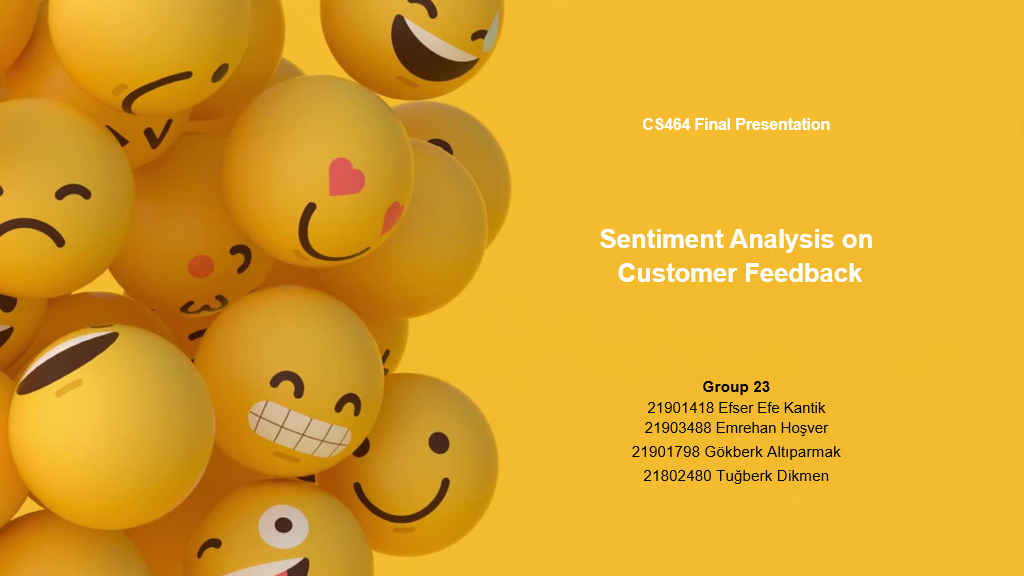 CS464 Final Presentation
Sentiment Analysis on
Customer Feedback
Group 23
21901418 Efser Efe Kantik
21903488 Emrehan Hoşver
21901798 Gökberk Altıparmak
21802480 Tuğberk Dikmen